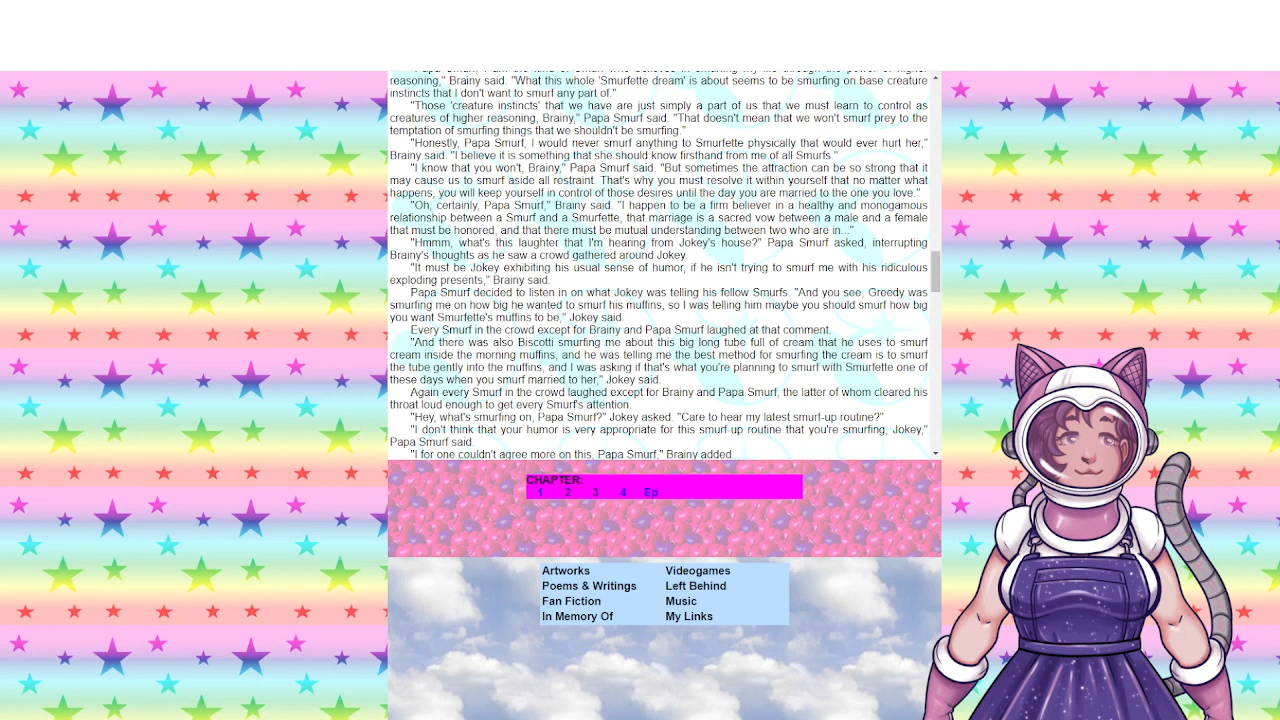 reasoning," Brainy said. "What this whole 'Smurfette dream' is about seems to be smurfing on base creature
instincts that I don't want to smurf any part of."
"Those 'creature instincts' that we have are just simply a part of us that we must learn to control as
creatures of higher reasoning, Brainy," Papa Smurf said. "That doesn't mean that we won't smurf prey to the
temptation of smurfing things that we shouldn't be smurfing."
"Honestly, Papa Smurf, I would never smurf anything to Smurfette physically that would ever hurt her,"
Brainy said. "I believe it is something that she should know firsthand from me of all Smurfs."
"I know that you won't, Brainy," Papa Smurf said. "But sometimes the attraction can be so strong that it
may cause us to smurf aside all restraint. That's why you must resolve it within yourself that no matter what
happens, you will keep yourself in control of those desires until the day you are married to the one you love."
"Oh, certainly, Papa Smurf," Brainy said. "I happen to be a firm believer in a healthy and monogamous
relationship between a Smurf and a Smurfette, that marriage is a sacred vow between a male and a female
that must be honored, and that there must be mutual understanding between two who are in..."
"Hmmm, what's this laughter that I'm hearing from Jokey's house?" Papa Smurf asked, interrupting
Brainy's thoughts as he saw a crowd gathered around Jokey.
"It must be Jokey exhibiting his usual sense of humor, if he isn't trying to smurf me with his ridiculous
exploding presents," Brainy said.
Papa Smurf decided to listen in on what Jokey was telling his fellow Smurfs. "And you see, Greedy was
smurfing me on how big he wanted to smurf his muffins, so I was telling him maybe you should smurf how big
you want Smurfette's muffins to be," Jokey said.
Every Smurf in the crowd except for Brainy and Papa Smurf laughed at that comment.
"And there was also Biscotti smurfing me about this big long tube full of cream that he uses to smurf
cream inside the morning muffins, and he was telling me the best method for smurfing the cream is to smurf
the tube gently into the muffins, and I was asking if that's what you're planning to smurf with Smurfette one of
these days when you smurf married to her," Jokey said.
Again every Smurf in the crowd laughed except for Brainy and Papa Smurf, the latter of whom cleared his
throat loud enough to get every Smurf's attention.
"Hey, what's smurfing on, Papa Smurf?" Jokey asked. "Care to hear my latest smurf-up routine?"
"I don't think that your humor is very appropriate for this smurf-up routine that you're smurfing, Jokey,"
Papa Smurf said.
"I for one couldn't agree more on this, Papa Smurf," Brainy added.
CHAPTER:
1 2 3 4 Ep
Artworks Videogames
Poems & Writings Left Behind
Fan Fiction Music
In Memory Of My Links